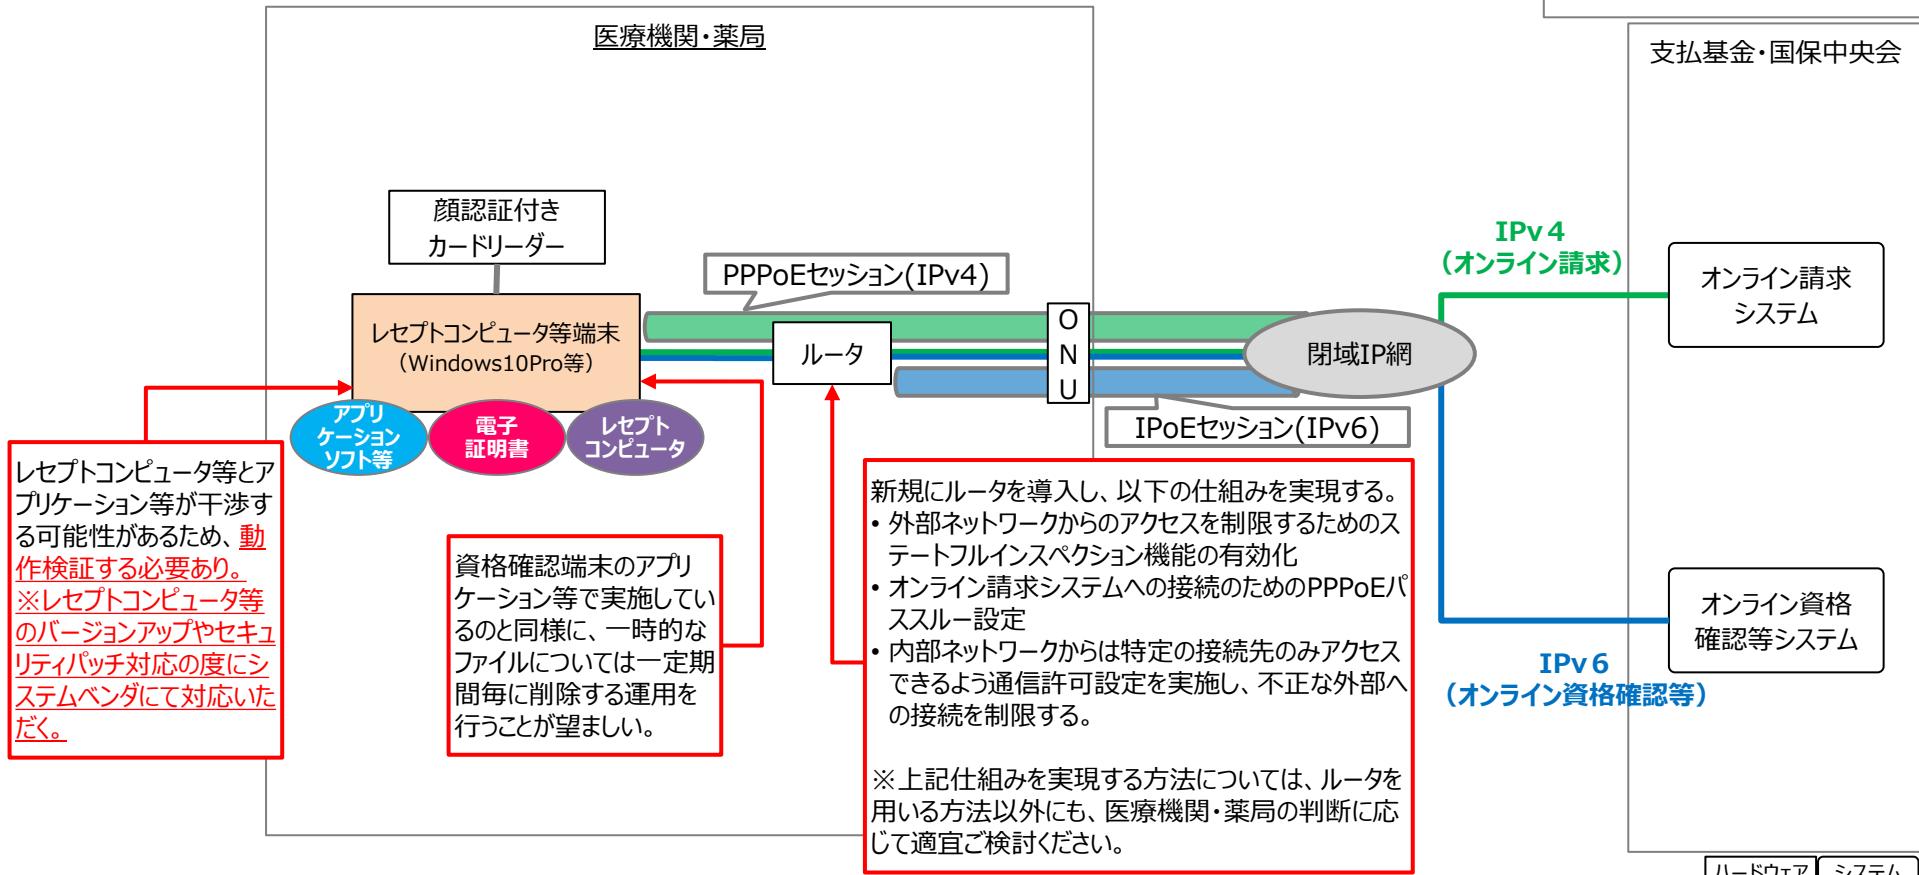 医療機関・薬局
支払基金・国保中央会
顔認証付き
カードリーダー
PPPoEセッション(IPv4)
IPv４
（オンライン請求）
オンライン請求
システム
レセプトコンピュータ等端末
（Windows10Pro等）
ルータ
O
N
U
閉域IP網
アプリ
ケーション
ソフト等
電子
証明書
レセプト
コンピュータ
IPoEセッション(IPv6)
レセプトコンピュータ等とア
プリケーション等が干渉す
る可能性があるため、動
作検証する必要あり。
※レセプトコンピュータ等
のバージョンアップやセキュ
リティパッチ対応の度にシ
ステムベンダにて対応いた
だく。
資格確認端末のアプリ
ケーション等で実施してい
るのと同様に、一時的な
ファイルについては一定期
間毎に削除する運用を
行うことが望ましい。
新規にルータを導入し、以下の仕組みを実現する。
• 外部ネットワークからのアクセスを制限するためのス
テートフルインスペクション機能の有効化
• オンライン請求システムへの接続のためのPPPoEパ
ススルー設定
• 内部ネットワークからは特定の接続先のみアクセス
できるよう通信許可設定を実施し、不正な外部へ
の接続を制限する。
※上記仕組みを実現する方法については、ルータを
用いる方法以外にも、医療機関・薬局の判断に応
じて適宜ご検討ください。
オンライン資格
確認等システム
IPv６
（オンライン資格確認等）
ハードウェア
システム